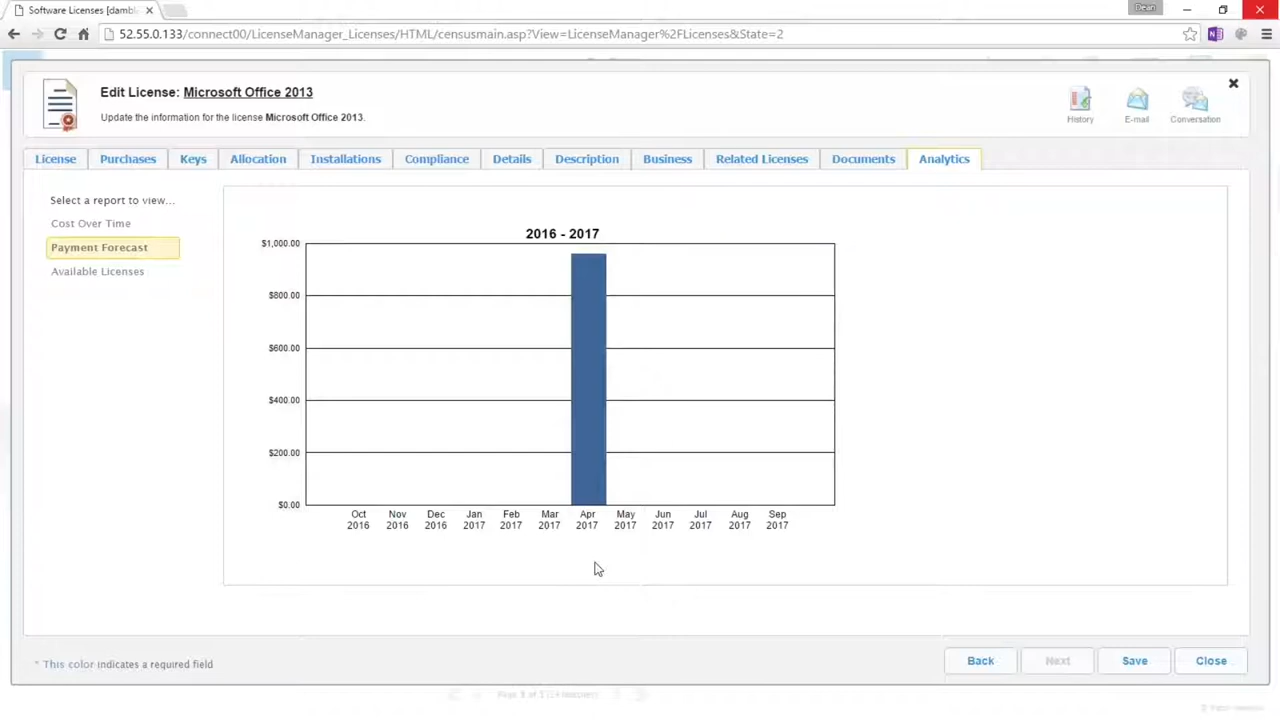 Software Licenses [dambl
Dean
52.55.0.133/connect00/LicenseManager_Licenses/HTML/censusmain.asp?View=LicenseManager%2FLicenses&State=2
Edit License: Microsoft Office 2013
Update the information for the license Microsoft Office 2013.
History
E-mail
Conversation
License
Purchases
Keys
Allocation
Installations
Compliance
Details
Description
Business
Related Licenses
Documents
Analytics
Select a report to view...
Cost Over Time
Payment Forecast
Available Licenses
2016 - 2017
$1,000.00
$800.00
$600.00
$400.00
$200.00
$0.00
Oct 2016
Nov 2016
Dec 2016
Jan 2017
Feb 2017
Mar 2017
Apr 2017
May 2017
Jun 2017
Jul 2017
Aug 2017
Sep 2017
* This color indicates a required field
Back
Next
Save
Close